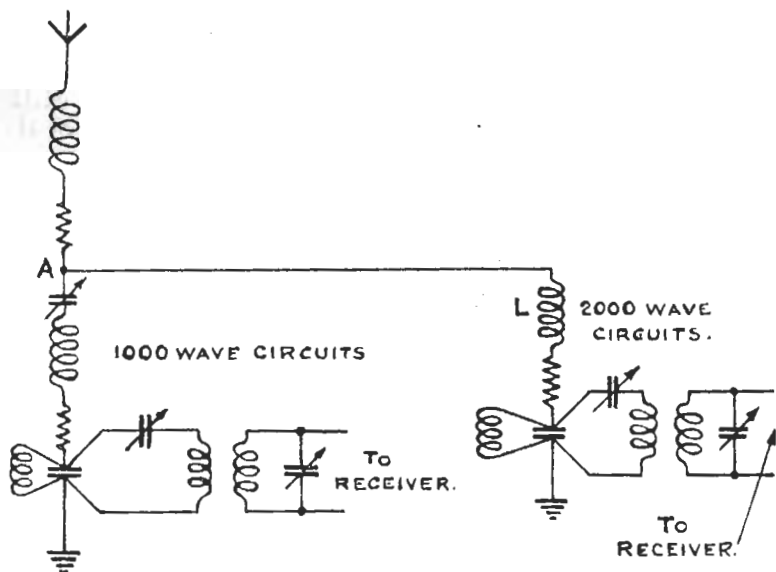 A
1000 WAVE CIRCUITS
TO
RECEIVER.
L
2000 WAVE
CIRCUITS.
TO
RECEIVER.